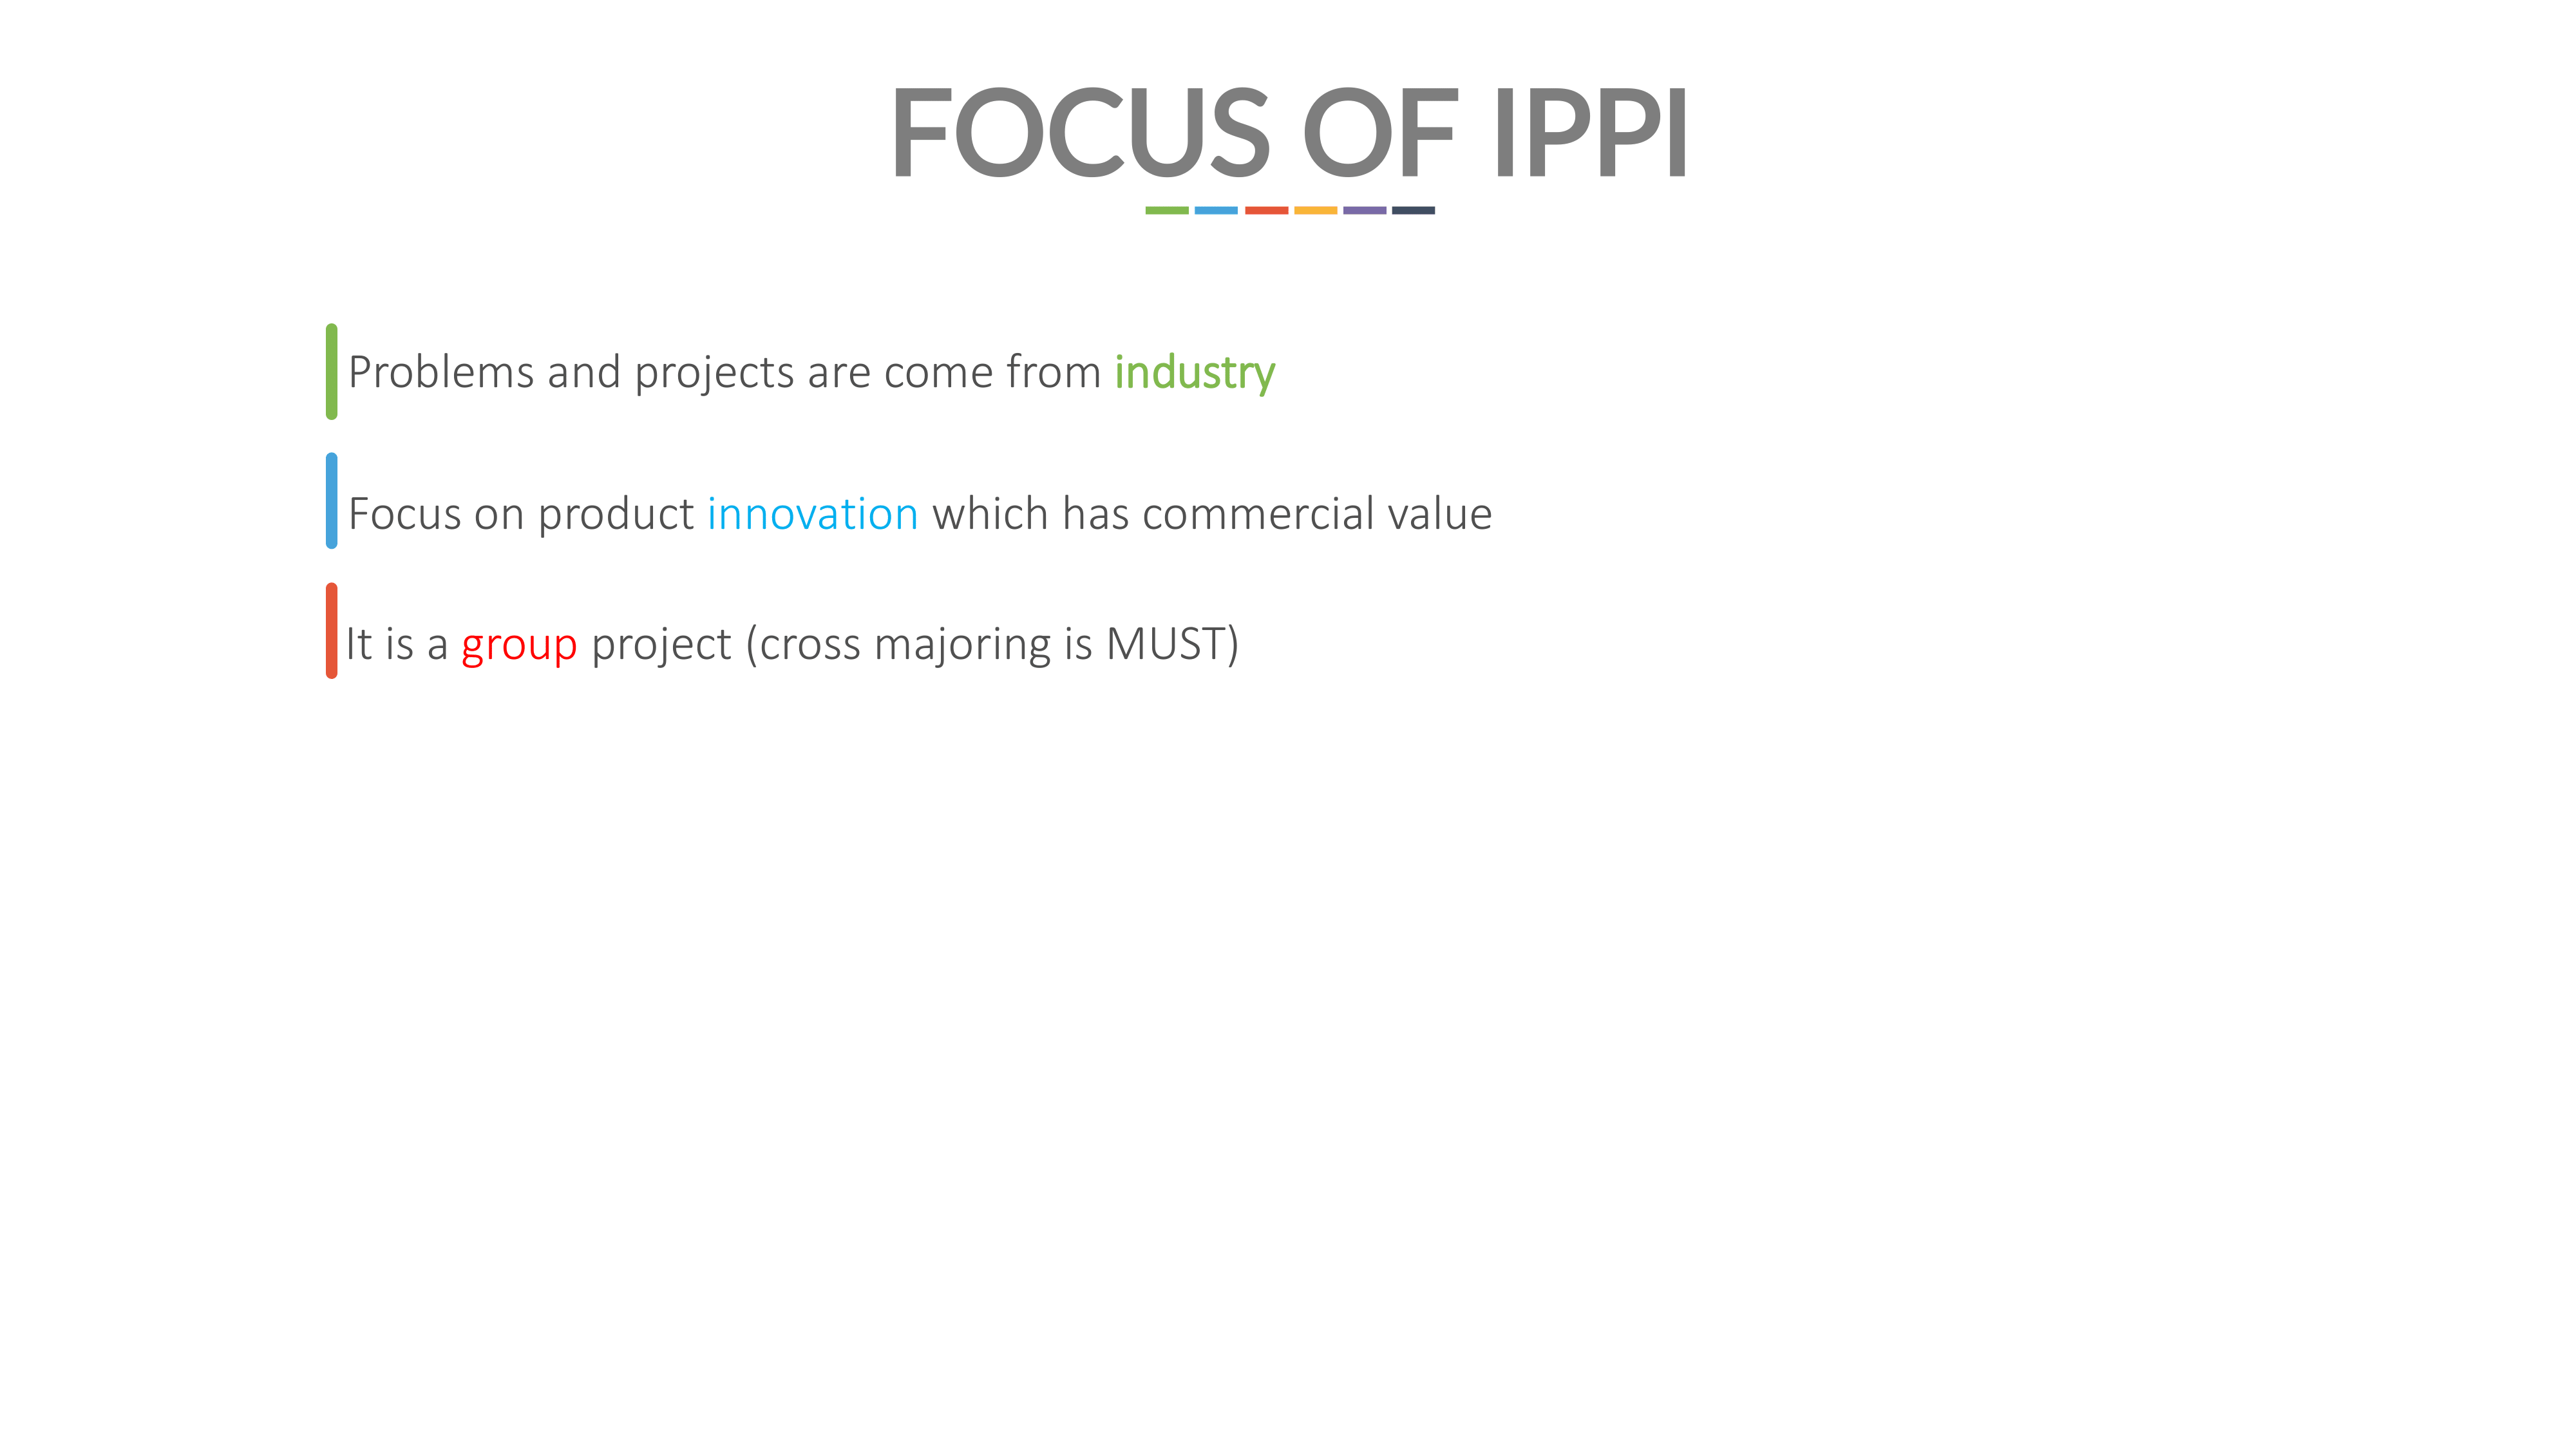 FOCUS OF IPPI
Problems and projects are come from industry
Focus on product innovation which has commercial value
It is a group project (cross majoring is MUST)